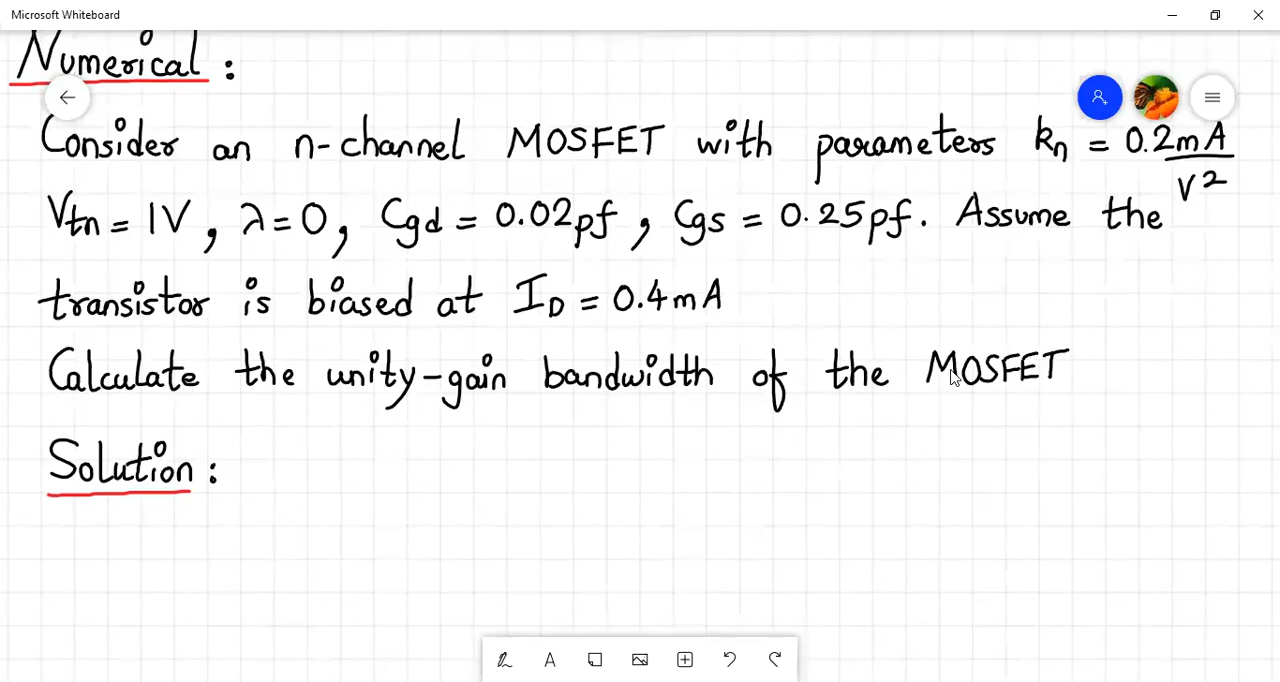 Microsoft Whiteboard
Numerical :
Consider an n-channel MOSFET with parameters kn = 0.2mA/V²
Vtn = 1V, λ=0, Cgd = 0.02pf, Cgs = 0.25pf. Assume the
transistor is biased at ID = 0.4mA
Calculate the unity-gain bandwidth of the MOSFET
Solution :
A